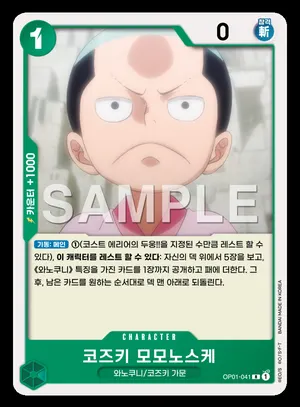 1
0
참격
斬
카운터 +1000
SAMPLE
기동: 메인 ①(코스트 에리어의 두웅!!을 지정된 수만큼 레스트 할 수
있다), 이 캐릭터를 레스트 할 수 있다: 자신의 덱 위에서 5장을 보고,
《와노쿠니》 특징을 가진 카드를 1장까지 공개하고 패에 더한다. 그
후, 남은 카드를 원하는 순서대로 덱 맨 아래로 되돌린다.
CHARACTER
코즈키 모모노스케
와노쿠니/코즈키 가문
OP01-041 R 1
BANDAI MADE IN KOREA